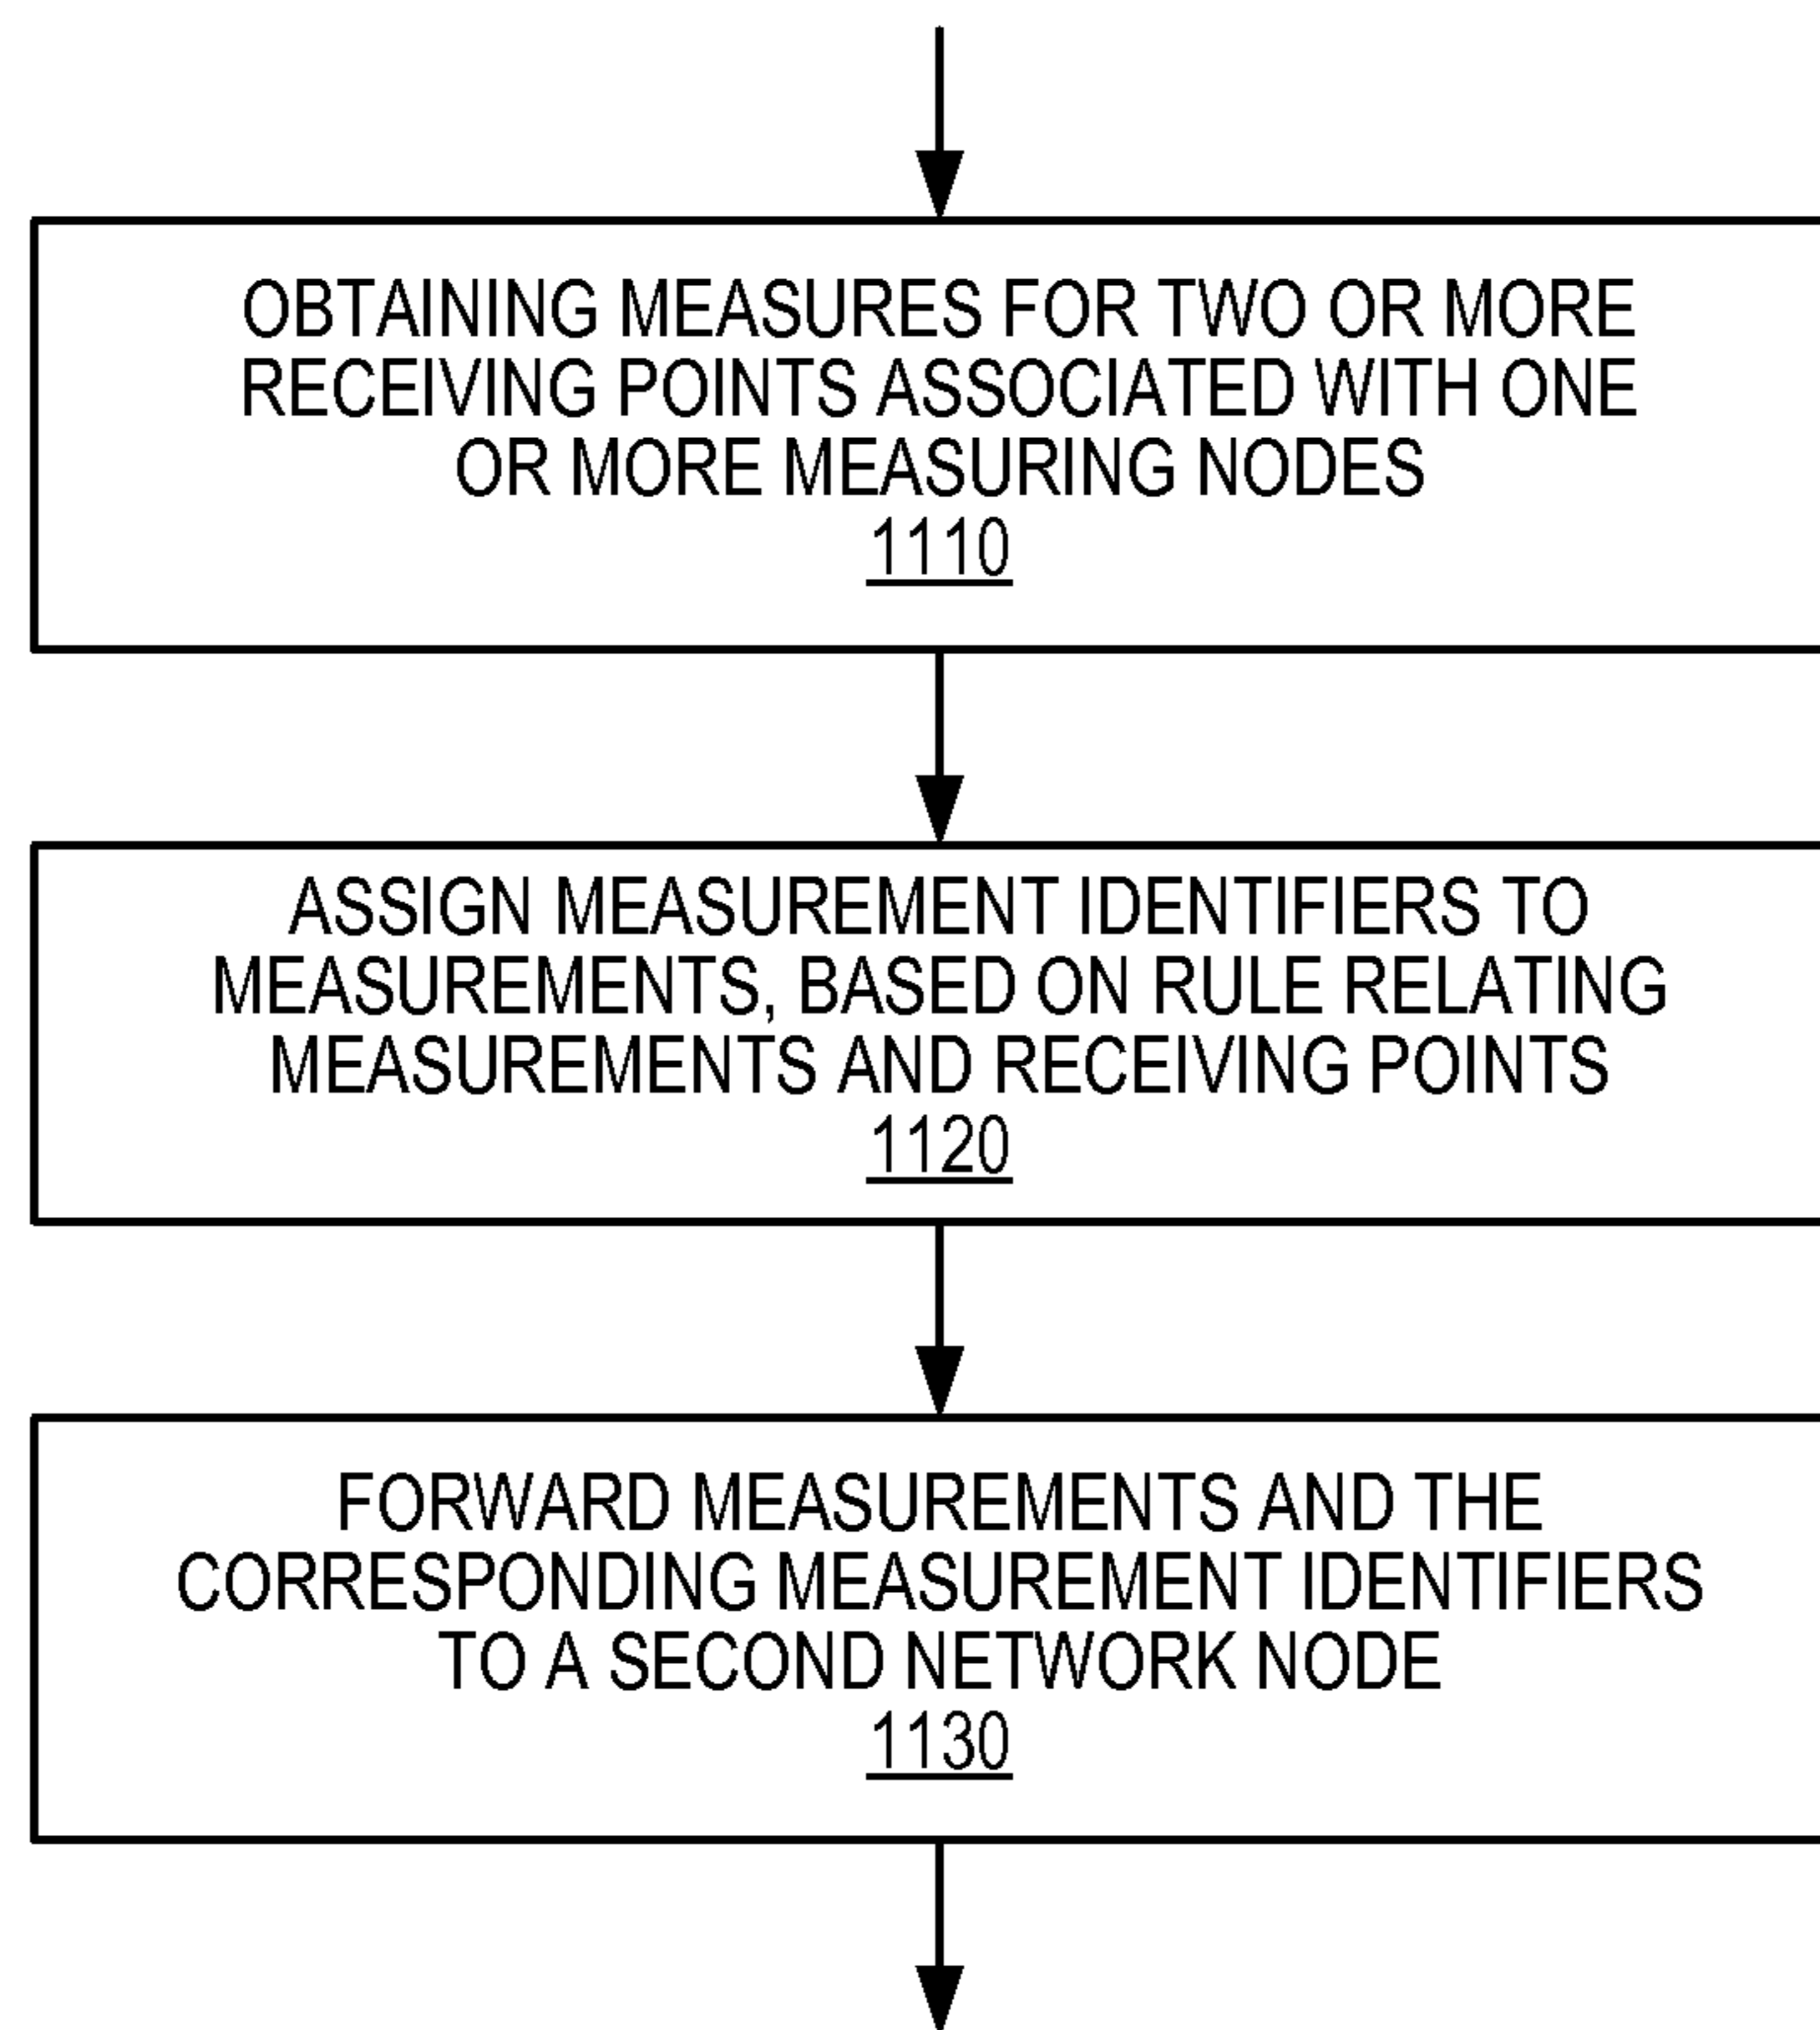 OBTAINING MEASURES FOR TWO OR MORE
RECEIVING POINTS ASSOCIATED WITH ONE
OR MORE MEASURING NODES
1110
ASSIGN MEASUREMENT IDENTIFIERS TO
MEASUREMENTS, BASED ON RULE RELATING
MEASUREMENTS AND RECEIVING POINTS
1120
FORWARD MEASUREMENTS AND THE
CORRESPONDING MEASUREMENT IDENTIFIERS
TO A SECOND NETWORK NODE
1130